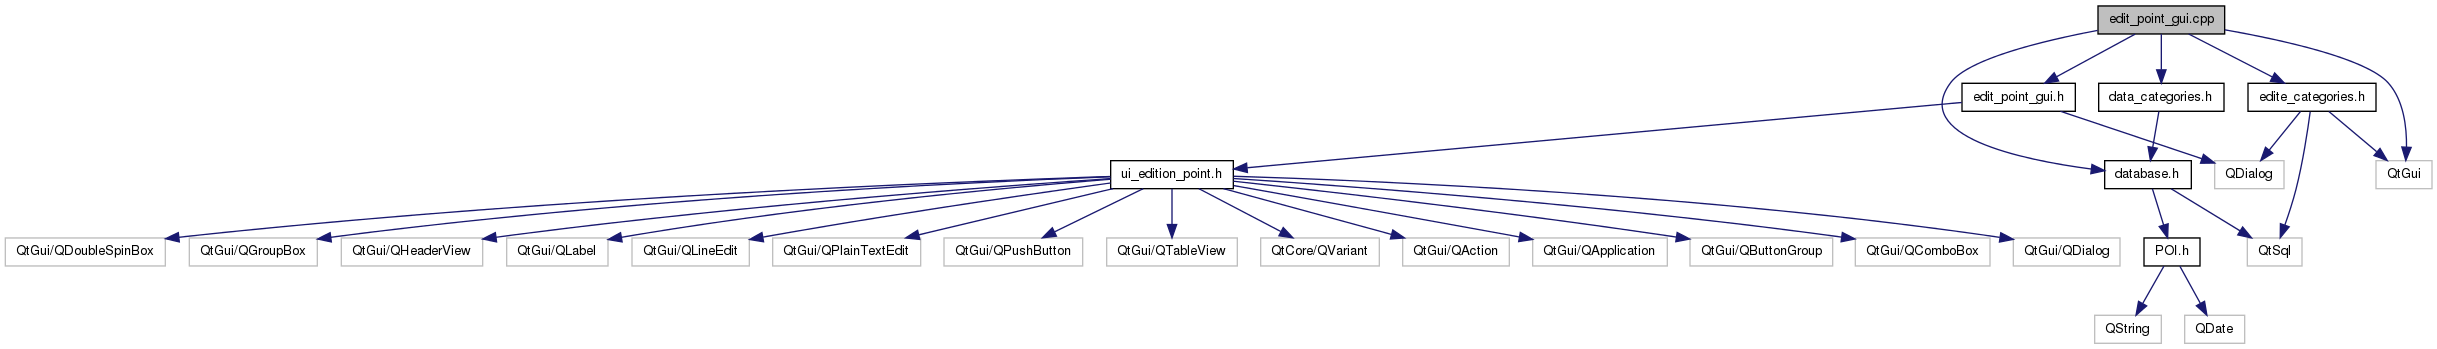 edit_point_gui.cpp
edit_point_gui.h
data_categories.h
edite_categories.h
ui_edition_point.h
database.h
QDialog
QtGui
QtGui/QDoubleSpinBox
QtGui/QGroupBox
QtGui/QHeaderView
QtGui/QLabel
QtGui/QLineEdit
QtGui/QPlainTextEdit
QtGui/QPushButton
QtGui/QTableView
QtCore/QVariant
QtGui/QAction
QtGui/QApplication
QtGui/QButtonGroup
QtGui/QComboBox
QtGui/QDialog
POI.h
QtSql
QString
QDate